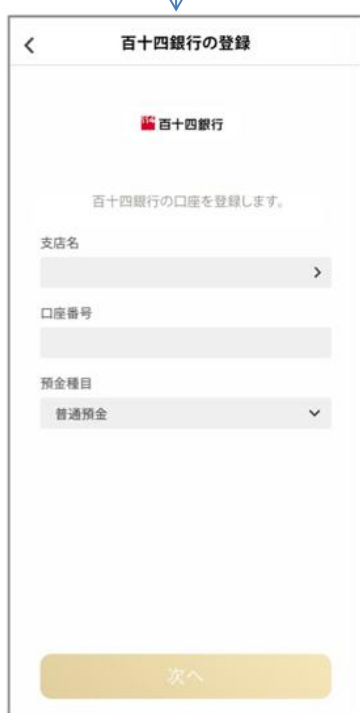 百十四銀行の登録
114 百十四銀行
百十四銀行の口座を登録します。
支店名
口座番号
預金種目
普通預金
次へ